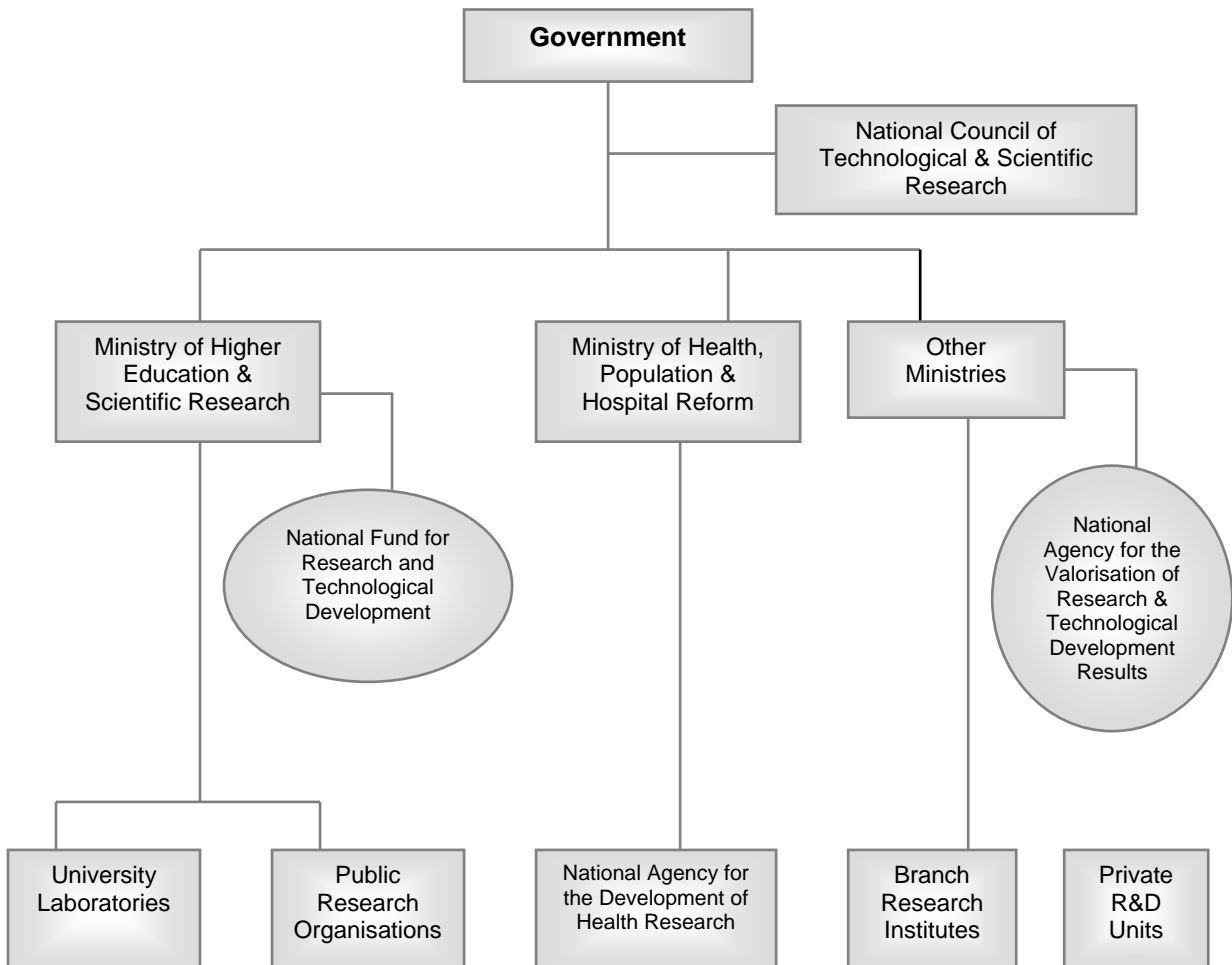 Government
National Council of
Technological & Scientific
Research
Ministry of Higher
Education &
Scientific Research
Ministry of Health,
Population &
Hospital Reform
Other
Ministries
National Fund for
Research and
Technological
Development
National
Agency for the
Valorisation of
Research &
Technological
Development
Results
University
Laboratories
Public
Research
Organisations
National Agency for
the Development of
Health Research
Branch
Research
Institutes
Private
R&D
Units